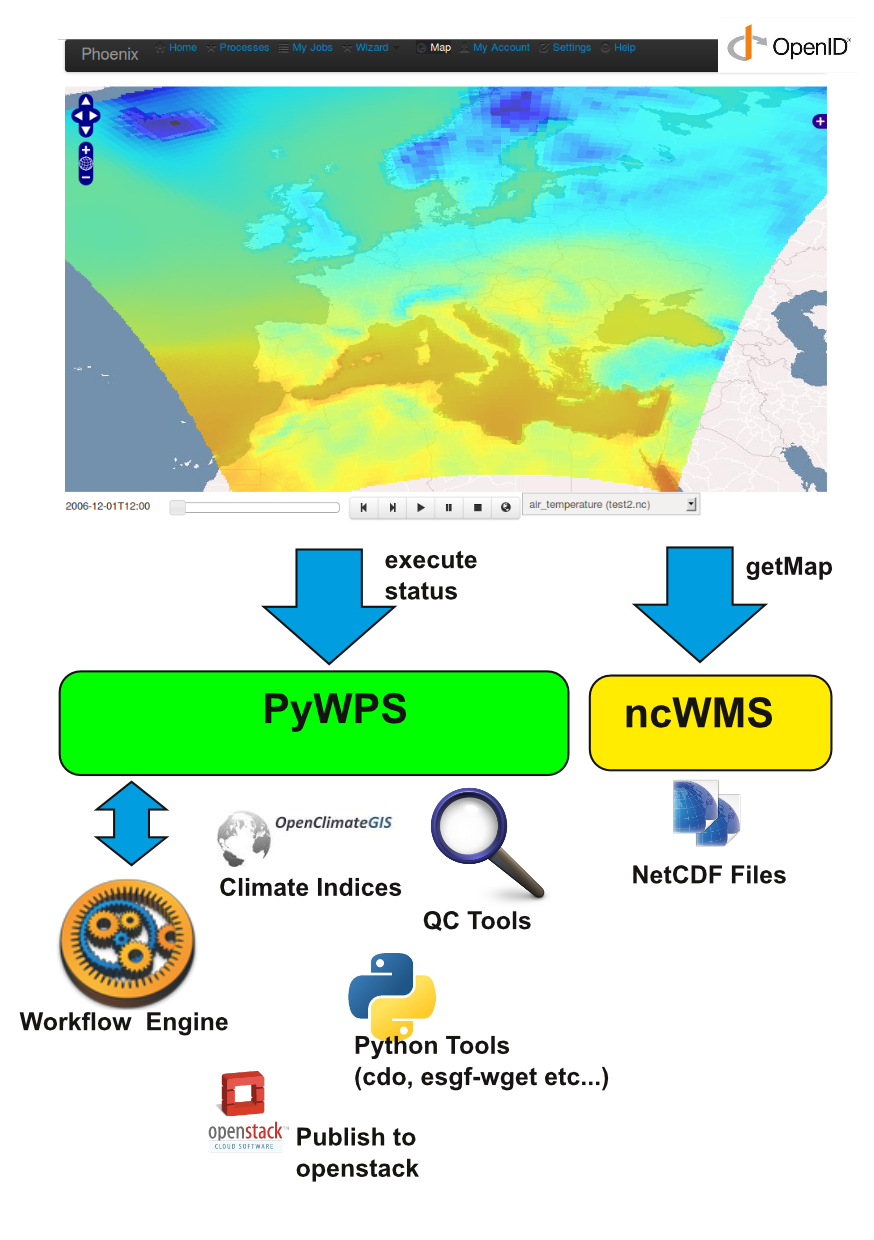 Phoenix Home Processes My Jobs Wizard Map My Account Settings Help
OpenID
2006-12-01T12:00
air_temperature (test2.nc)
execute
status
getMap
PyWPS
ncWMS
OpenClimateGIS
Climate Indices
QC Tools
NetCDF Files
Workflow Engine
Python Tools
(cdo, esgf-wget etc...)
openstack™
CLOUD SOFTWARE
Publish to
openstack